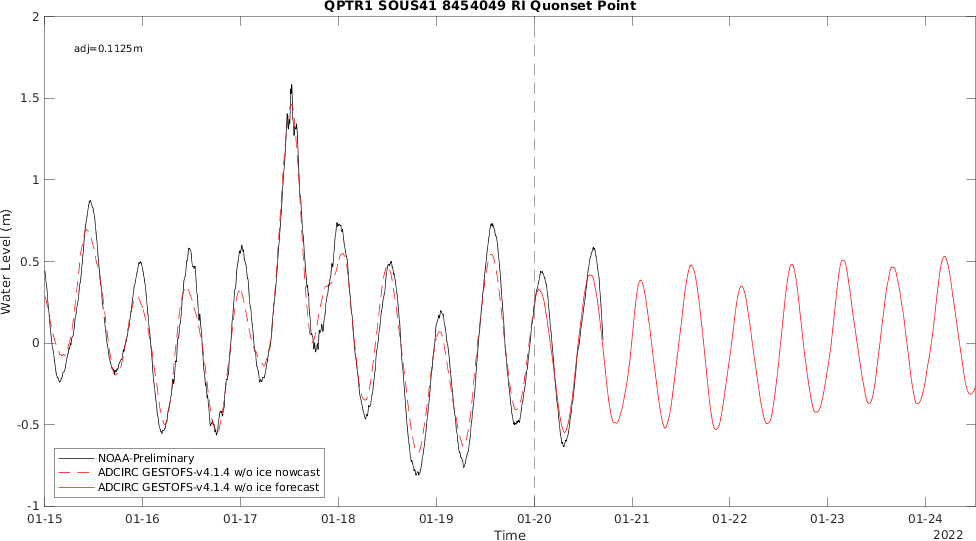 QPTR1 SOUS41 8454049 RI Quonset Point
adj=0.1125m
2
1.5
1
0.5
0
-0.5
-1
Water Level (m)
NOAA-Preliminary
ADCIRC GESTOFS-v4.1.4 w/o ice nowcast
ADCIRC GESTOFS-v4.1.4 w/o ice forecast
01-15 01-16 01-17 01-18 01-19 01-20 01-21 01-22 01-23 01-24
Time
2022